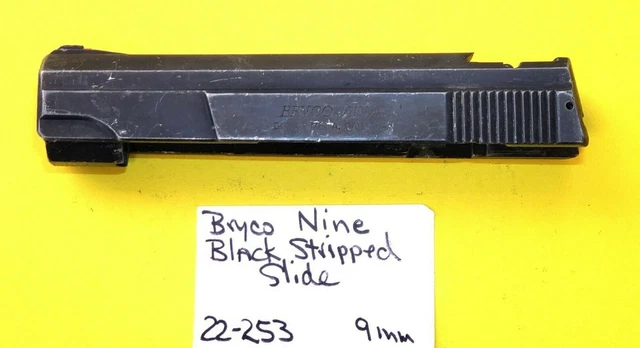 Bryco Nine
Black Stripped
Slide
22-253 9mm